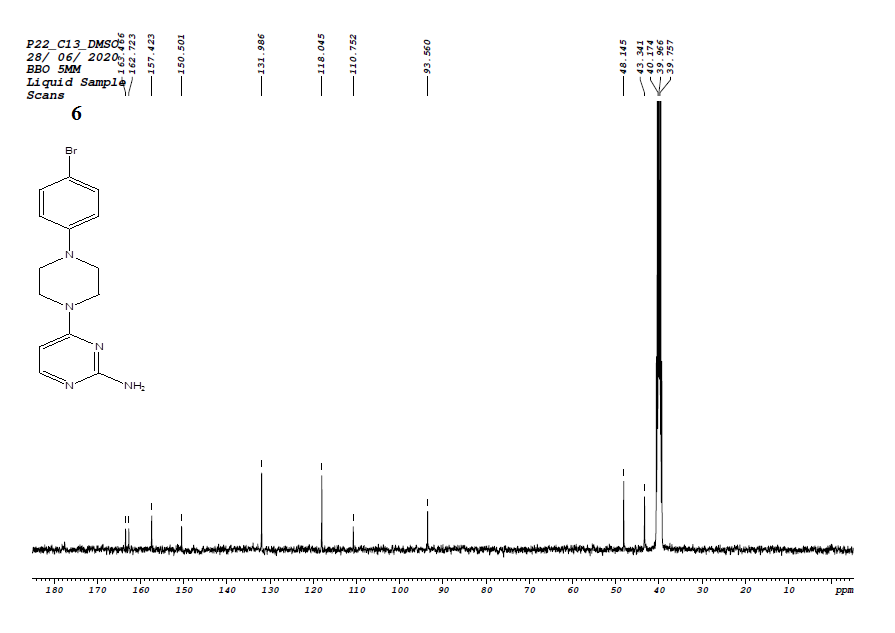 P22_C13_DMSO
28/ 06/ 2020
BBO 5MM
Liquid Sample
Scans
163.466
162.723
157.423
150.501
131.986
118.045
110.752
93.560
48.145
43.341
40.174
39.966
39.757
6
Br
N
N
N
N
NH2
180 170 160 150 140 130 120 110 100 90 80 70 60 50 40 30 20 10 ppm